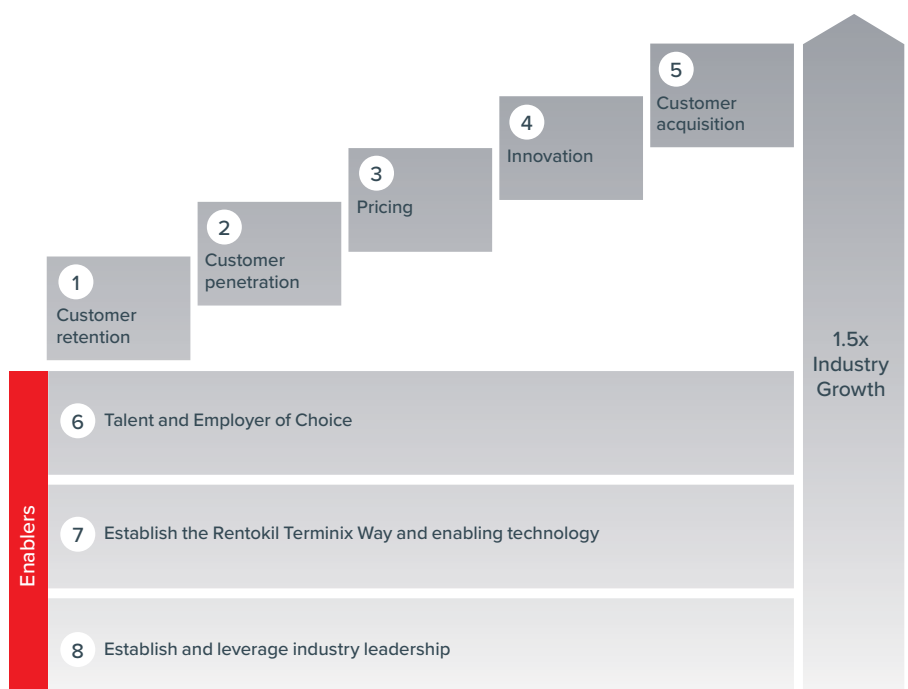 1
Customer
retention
2
Customer
penetration
3
Pricing
4
Innovation
5
Customer
acquisition
1.5x
Industry
Growth
Enablers
6 Talent and Employer of Choice
7 Establish the Rentokil Terminix Way and enabling technology
8 Establish and leverage industry leadership